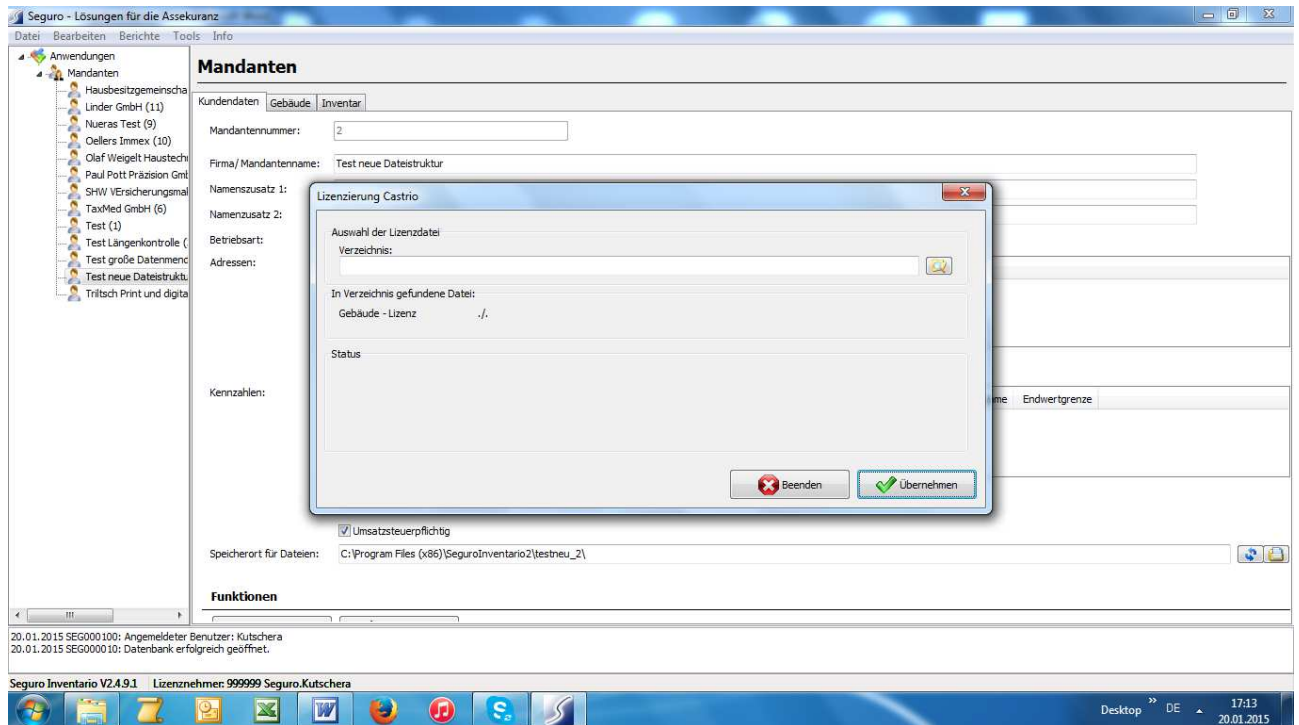 Seguro - Lösungen für die Assekuranz
Datei Bearbeiten Berichte Tools Info
Anwendungen
Mandanten
Hausbesitzgemeinscha
Linder GmbH (11)
Nueras Test (9)
Oellers Immex (10)
Olaf Weigelt Haustech
Paul Pott Präzision Gml
SHW VErsicherungsmal
TaxMed GmbH (6)
Test (1)
Test Längenkontrolle (
Test große Datenmeng
Test neue Dateistruktu
Triltsch Print und digita
Mandanten
Kundendaten Gebäude Inventar
Mandantennummer: 2
Firma/ Mandantenname: Test neue Dateistruktur
Namenszusatz 1:
Namenzusatz 2:
Betriebsart:
Adressen:
Lizenzierung Castrio
Auswahl der Lizenzdatei
Verzeichnis:
In Verzeichnis gefundene Datei:
Gebäude - Lizenz ./.
Status
Beenden Übernehmen
Kennzahlen:
me Endwertgrenze
Umsatzsteuerpflichtig
Speicherort für Dateien: C:\Program Files (x86)\SeguroInventario2\testneu_2\
Funktionen
20.01.2015 SEG000100: Angemeldeter Benutzer: Kutschera
20.01.2015 SEG000010: Datenbank erfolgreich geöffnet.
Seguro Inventario V2.4.9.1 Lizenznehmer: 999999 Seguro.Kutschera
Desktop DE 17:13
20.01.2015